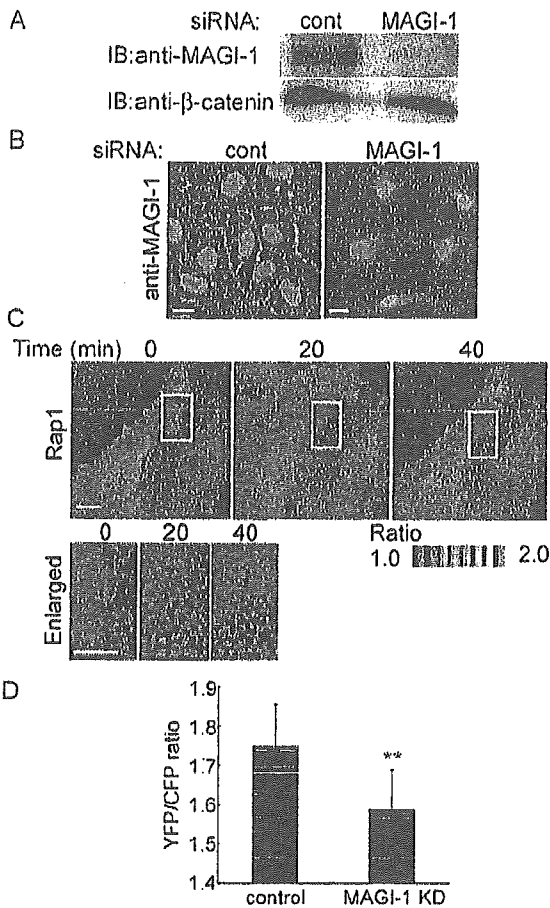 A
siRNA: cont MAGI-1
IB:anti-MAGI-1
IB:anti-β-catenin
B
siRNA: cont MAGI-1
anti-MAGI-1
C
Time (min) 0 20 40
Rap1
0 20 40
Ratio
1.0 2.0
Enlarged
D
YFP/CFP ratio
1.9
1.8
1.7
1.6
1.5
1.4
**
control MAGI-1 KD